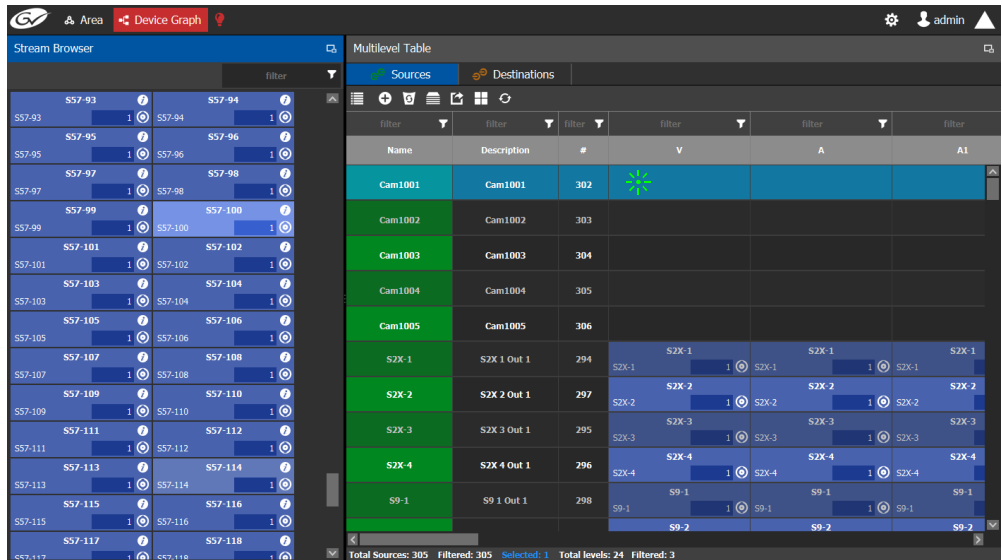 GV Area Device Graph admin
Stream Browser
filter
S57-93 S57-94
S57-93 1 S57-94 1
S57-95 S57-96
S57-95 1 S57-96 1
S57-97 S57-98
S57-97 1 S57-98 1
S57-99 S57-100
S57-99 1 S57-100 1
S57-101 S57-102
S57-101 1 S57-102 1
S57-103 S57-104
S57-103 1 S57-104 1
S57-105 S57-106
S57-105 1 S57-106 1
S57-107 S57-108
S57-107 1 S57-108 1
S57-109 S57-110
S57-109 1 S57-110 1
S57-111 S57-112
S57-111 1 S57-112 1
S57-113 S57-114
S57-113 1 S57-114 1
S57-115 S57-116
S57-115 1 S57-116 1
S57-117 S57-118
S57-117 1 S57-118 1
Multilevel Table
Sources Destinations
filter filter filter filter filter filter
Name Description # V A A1
Cam1001 Cam1001 302
Cam1002 Cam1002 303
Cam1003 Cam1003 304
Cam1004 Cam1004 305
Cam1005 Cam1005 306
S2X-1 S2X-1 S2X-1
S2X-1 S2X 1 Out 1 294
S2X-1 1 S2X-1 1 S2X-1
S2X-2 S2X-2 S2X-2
S2X-2 S2X 2 Out 1 297
S2X-2 1 S2X-2 1 S2X-2
S2X-3 S2X-3 S2X-3
S2X-3 S2X 3 Out 1 295
S2X-3 1 S2X-3 1 S2X-3
S2X-4 S2X-4 S2X-4
S2X-4 S2X 4 Out 1 296
S2X-4 1 S2X-4 1 S2X-4
S9-1 S9-1 S9-1
S9-1 S9 1 Out 1 298
S9-1 1 S9-1 1 S9-1
S9-2 S9-2 S9-2
Total Sources: 305 Filtered: 305 Selected: 1 Total levels: 24 Filtered: 3